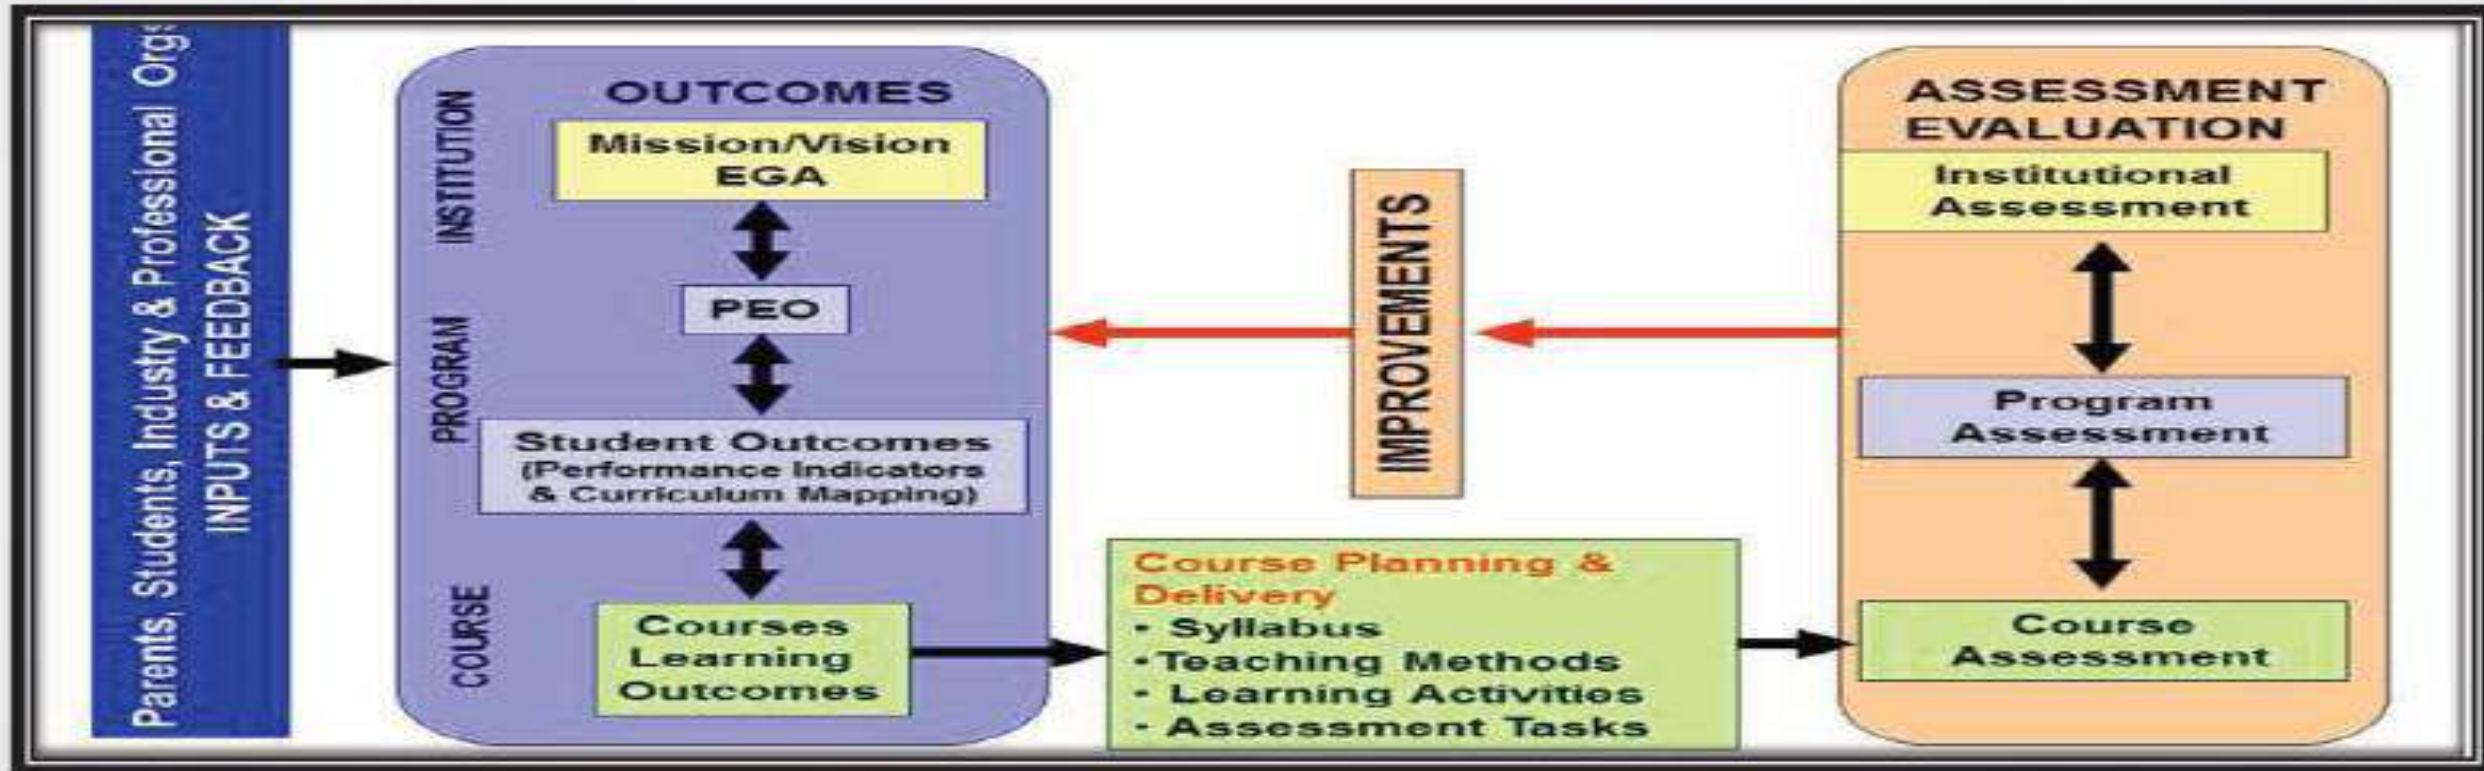 Parents, Students, Industry & Professional Orgs
INPUTS & FEEDBACK
OUTCOMES
INSTITUTION
Mission/Vision
EGA
PROGRAM
PEO
Student Outcomes
(Performance Indicators
& Curriculum Mapping)
COURSE
Courses
Learning
Outcomes
IMPROVEMENTS
Course Planning &
Delivery
• Syllabus
• Teaching Methods
• Learning Activities
• Assessment Tasks
ASSESSMENT
EVALUATION
Institutional
Assessment
Program
Assessment
Course
Assessment